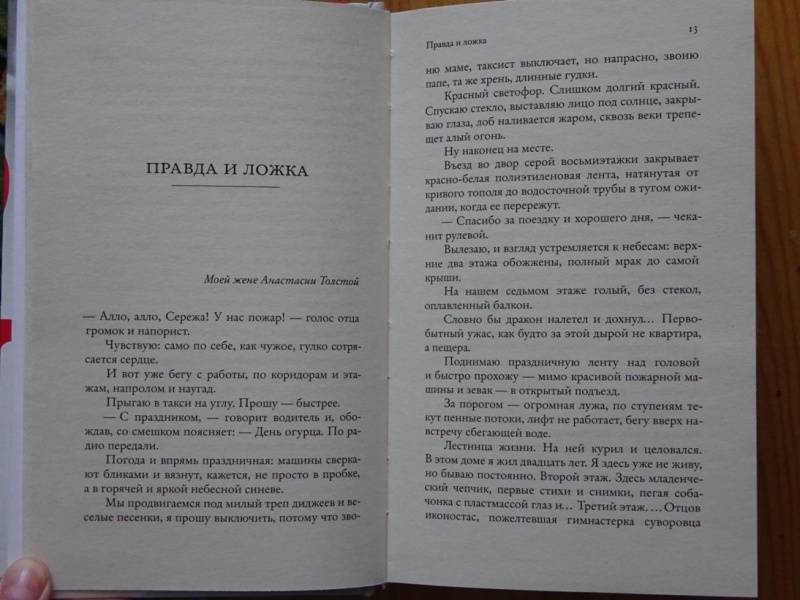 ПРАВДА И ЛОЖКА
Моей жене Анастасии Толстой
— Алло, алло, Сережа! У нас пожар! — голос отца
громок и напорист.
Чувствую: само по себе, как чужое, гулко сотря-
сается сердце.
И вот уже бегу с работы, по коридорам и эта-
жам, напролом и наугад.
Прыгаю в такси на углу. Прошу — быстрее.
— С праздником, — говорит водитель и, обо-
ждав, со смешком поясняет: — День огурца. По ра-
дио передали.
Погода и впрямь праздничная: машины сверка-
ют бликами и вязнут, кажется, не просто в пробке,
а в горячей и яркой небесной синеве.
Мы продвигаемся под милый треп диджеев и ве-
селые песенки, я прошу выключить, потому что зво-
Правда и ложка
13
ню маме, таксист выключает, но напрасно, звоню
папе, та же хрень, длинные гудки.
Красный светофор. Слишком долгий красный.
Спускаю стекло, выставляю лицо под солнце, закры-
ваю глаза, лоб наливается жаром, сквозь веки трепе-
щет алый огонь.
Ну наконец на месте.
Въезд во двор серой восьмиэтажки закрывает
красно-белая полиэтиленовая лента, натянутая от
кривого тополя до водосточной трубы в тугом ожи-
дании, когда ее перережут.
— Спасибо за поездку и хорошего дня, — чека-
нит рулевой.
Вылезаю, и взгляд устремляется к небесам: верх-
ние два этажа обожжены, полный мрак до самой
крыши.
На нашем седьмом этаже голый, без стекол,
оплавленный балкон.
Словно бы дракон налетел и дохнул… Перво-
бытный ужас, как будто за этой дырой не квартира,
а пещера.
Поднимаю праздничную ленту над головой
и быстро прохожу — мимо красивой пожарной ма-
шины и зевак — в открытый подъезд.
За порогом — огромная лужа, по ступеням те-
кут пенные потоки, лифт не работает, бегу вверх на-
встречу сбегающей воде.
Лестница жизни. На ней курил и целовался.
В этом доме я жил двадцать лет. Я здесь уже не живу,
но бываю постоянно. Второй этаж. Здесь младенче-
ский чепчик, первые стихи и снимки, пегая соба-
чонка с пластмассой глаз и… Третий этаж.… Отцов
иконостас, пожелтевшая гимнастерка суворовца